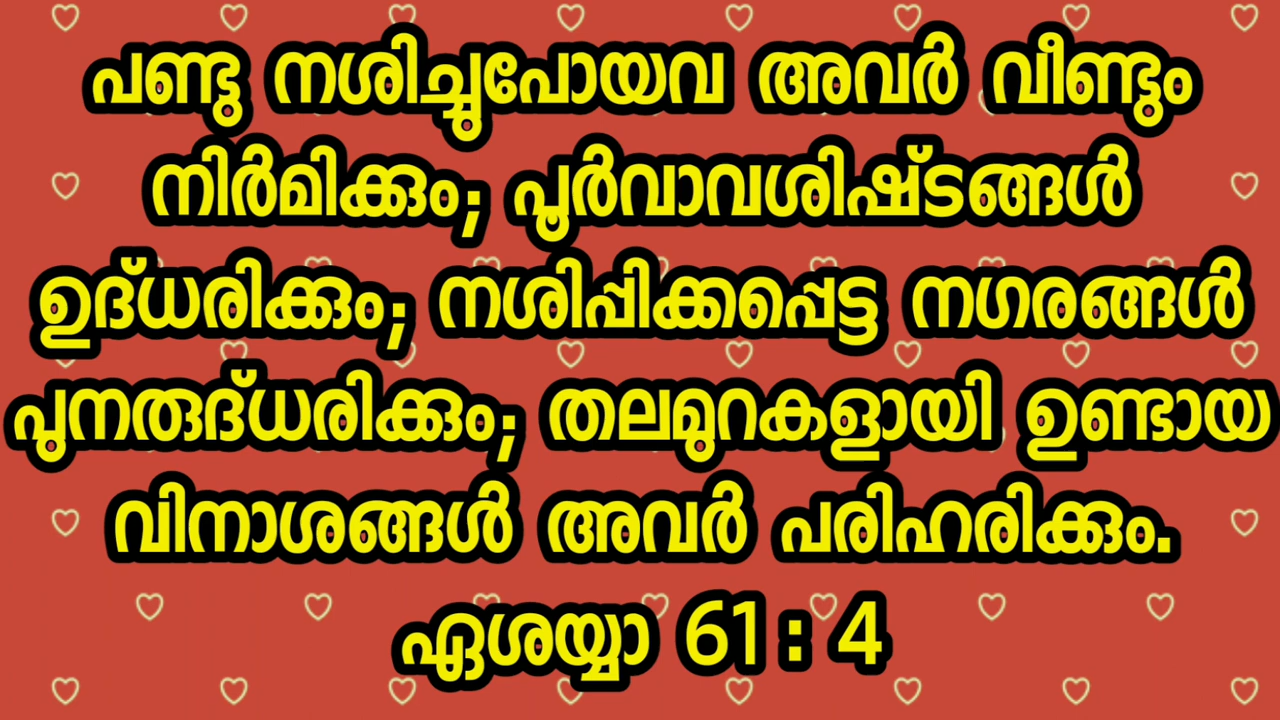 പണ്ടു നശിച്ചുപോയവ അവർ വീണ്ടും
നിർമിക്കും; പൂർവാവശിഷ്ടങ്ങൾ
ഉദ്ധരിക്കും; നശിപ്പിക്കപ്പെട്ട നഗരങ്ങൾ
പുനരുദ്ധരിക്കും; തലമുറകളായി ഉണ്ടായ
വിനാശങ്ങൾ അവർ പരിഹരിക്കും.
ഏശയ്യാ 61 : 4